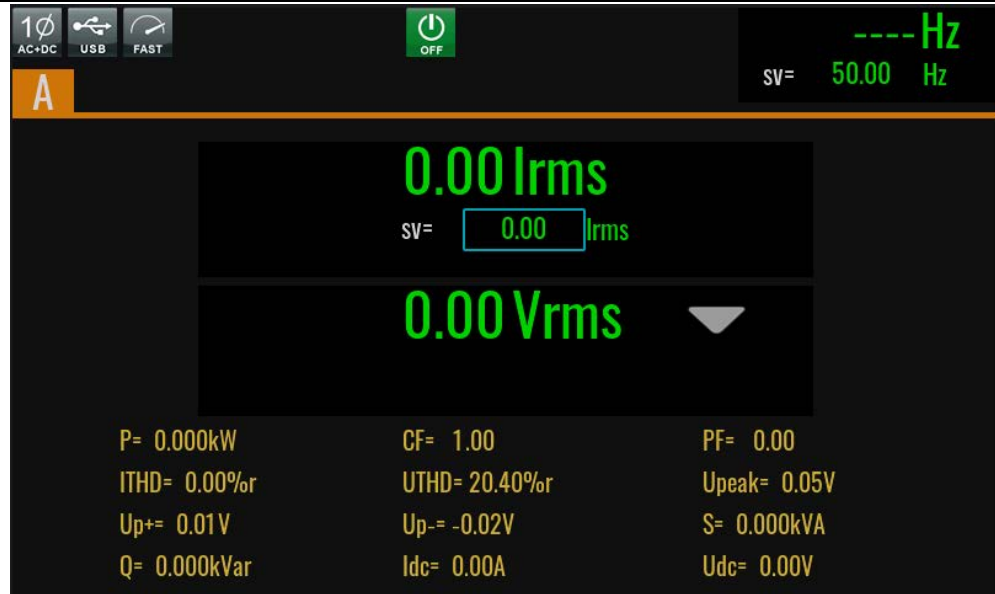 1Ø
AC+DC USB FAST OFF
----Hz
sv= 50.00 Hz
A
0.00 Irms
sv= 0.00 Irms
0.00 Vrms
P= 0.000kW CF= 1.00 PF= 0.00
ITHD= 0.00%r UTHD= 20.40%r Upeak= 0.05V
Up+= 0.01V Up-= -0.02V S= 0.000kVA
Q= 0.000kVar Idc= 0.00A Udc= 0.00V